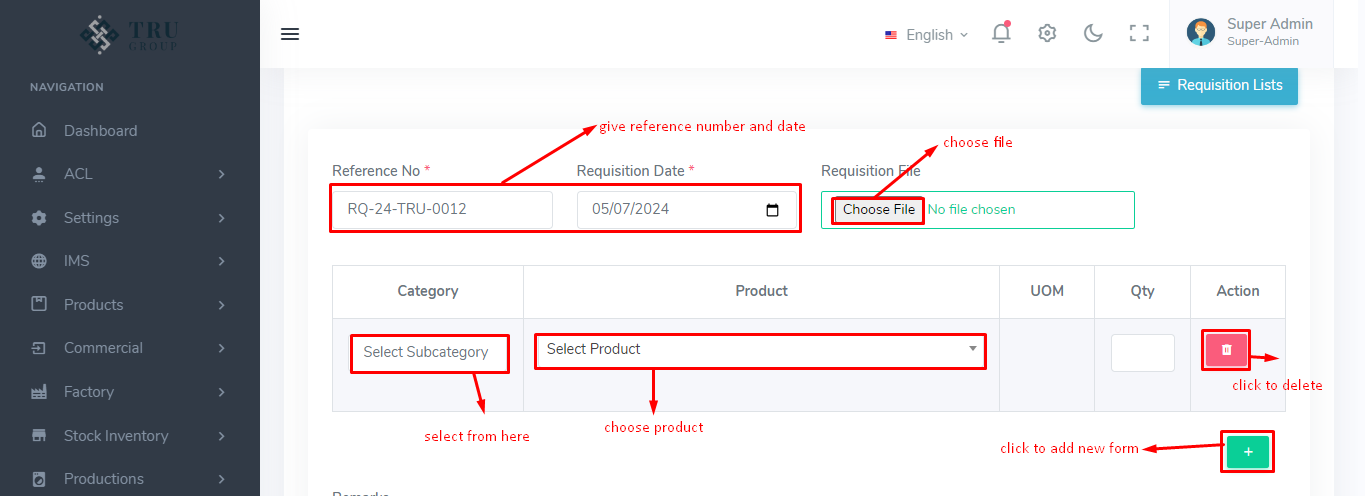 TRU
GROUP
English
Super Admin
Super-Admin
NAVIGATION
Dashboard
ACL
Settings
IMS
Products
Commercial
Factory
Stock Inventory
Productions
Requisition Lists
give reference number and date
choose file
Reference No *
Requisition Date *
Requisition File
RQ-24-TRU-0012
05/07/2024
Choose File No file chosen
Category
Product
UOM
Qty
Action
Select Subcategory
Select Product
click to delete
select from here
choose product
click to add new form
+
Remarks